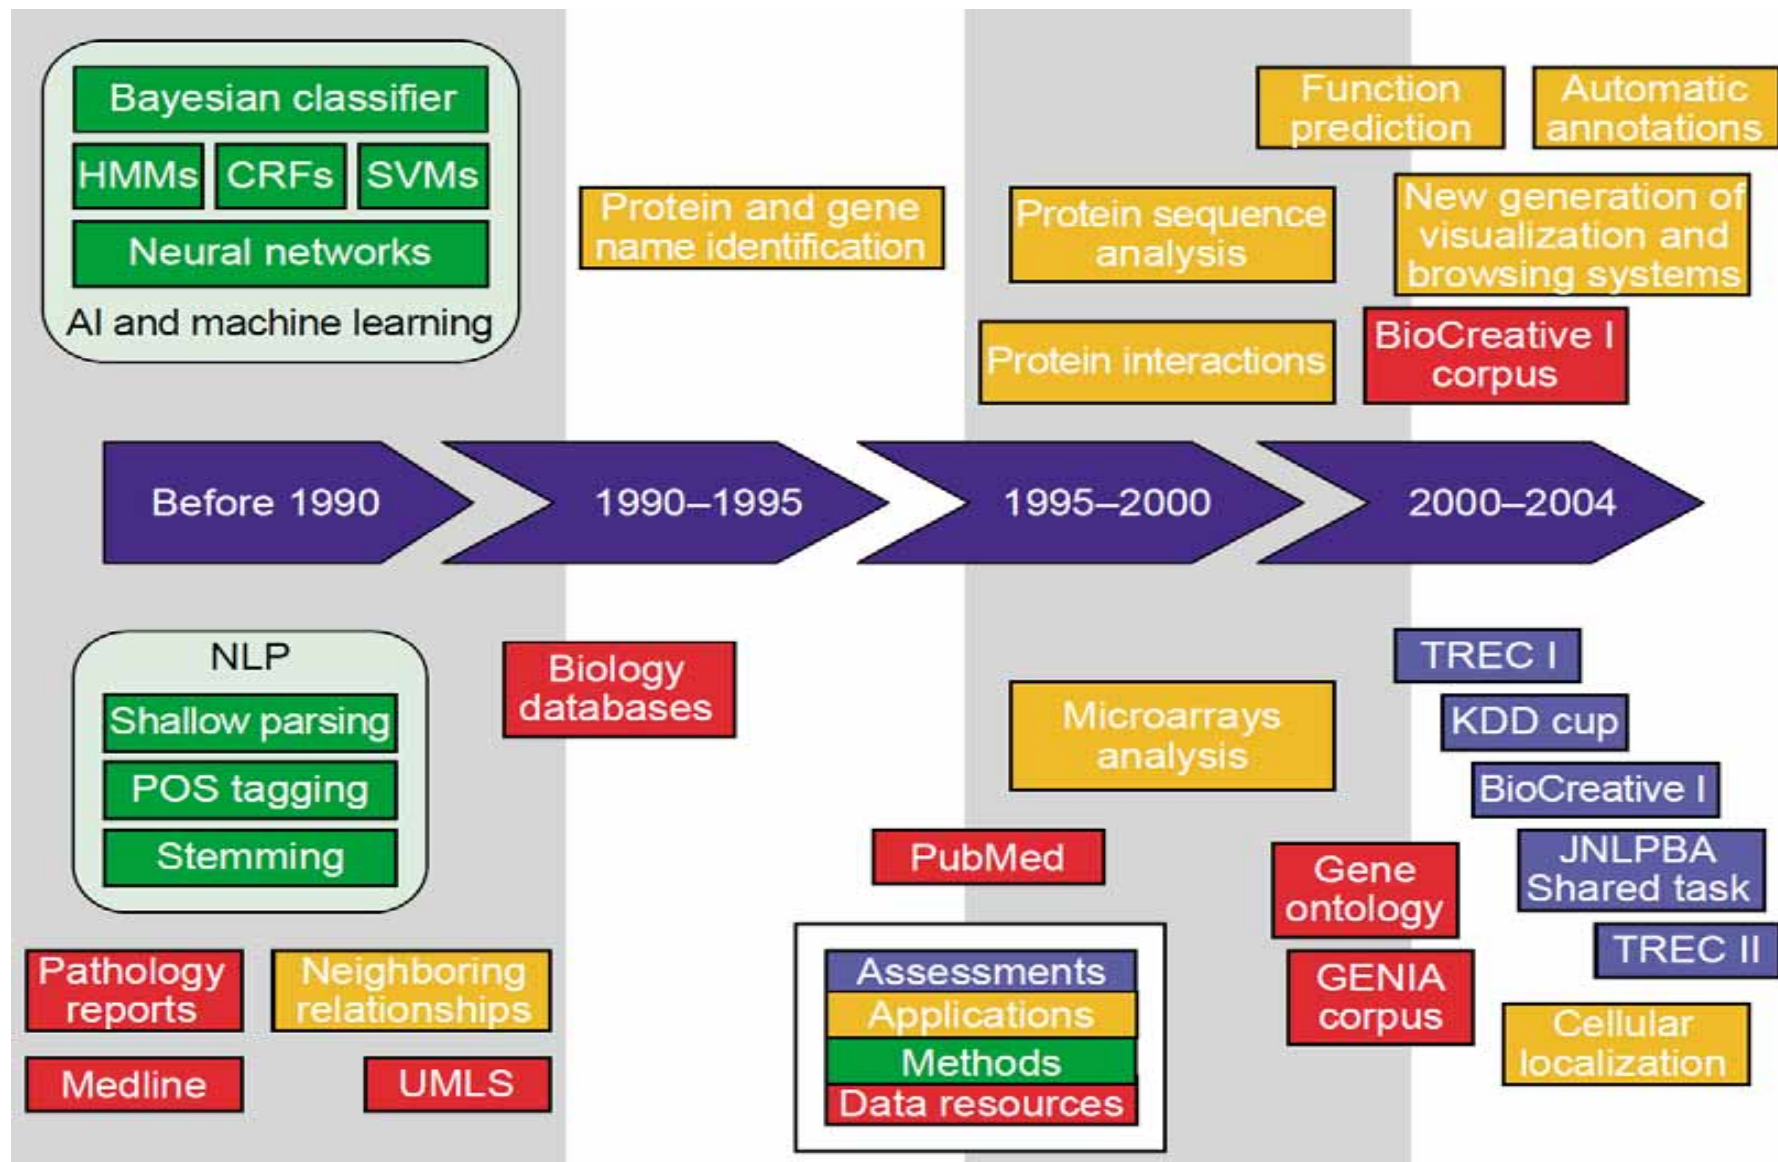 Bayesian classifier
HMMs
CRFs
SVMs
Neural networks
AI and machine learning
Protein and gene
name identification
Function
prediction
Automatic
annotations
Protein sequence
analysis
New generation of
visualization and
browsing systems
Protein interactions
BioCreative I
corpus
Before 1990
1990–1995
1995–2000
2000–2004
NLP
Shallow parsing
POS tagging
Stemming
Biology
databases
Microarrays
analysis
TREC I
KDD cup
BioCreative I
JNLPBA
Shared task
TREC II
PubMed
Gene
ontology
GENIA
corpus
Cellular
localization
Pathology
reports
Neighboring
relationships
Medline
UMLS
Assessments
Applications
Methods
Data resources